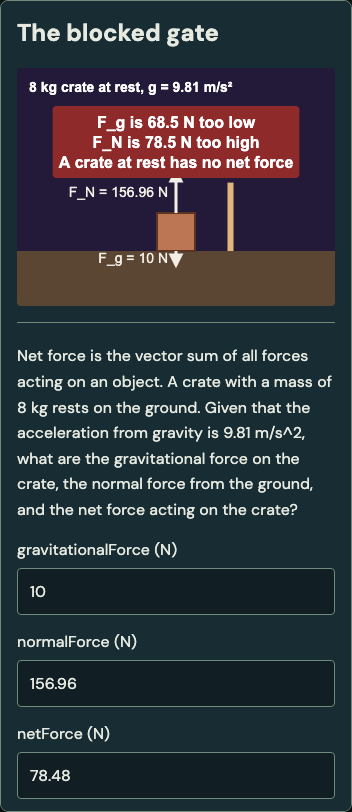 The blocked gate
8 kg crate at rest, g = 9.81 m/s²
F_g is 68.5 N too low
F_N is 78.5 N too high
A crate at rest has no net force
F_N = 156.96 N
F_g = 10 N
Net force is the vector sum of all forces
acting on an object. A crate with a mass of
8 kg rests on the ground. Given that the
acceleration from gravity is 9.81 m/s^2,
what are the gravitational force on the
crate, the normal force from the ground,
and the net force acting on the crate?
gravitationalForce (N)
10
normalForce (N)
156.96
netForce (N)
78.48